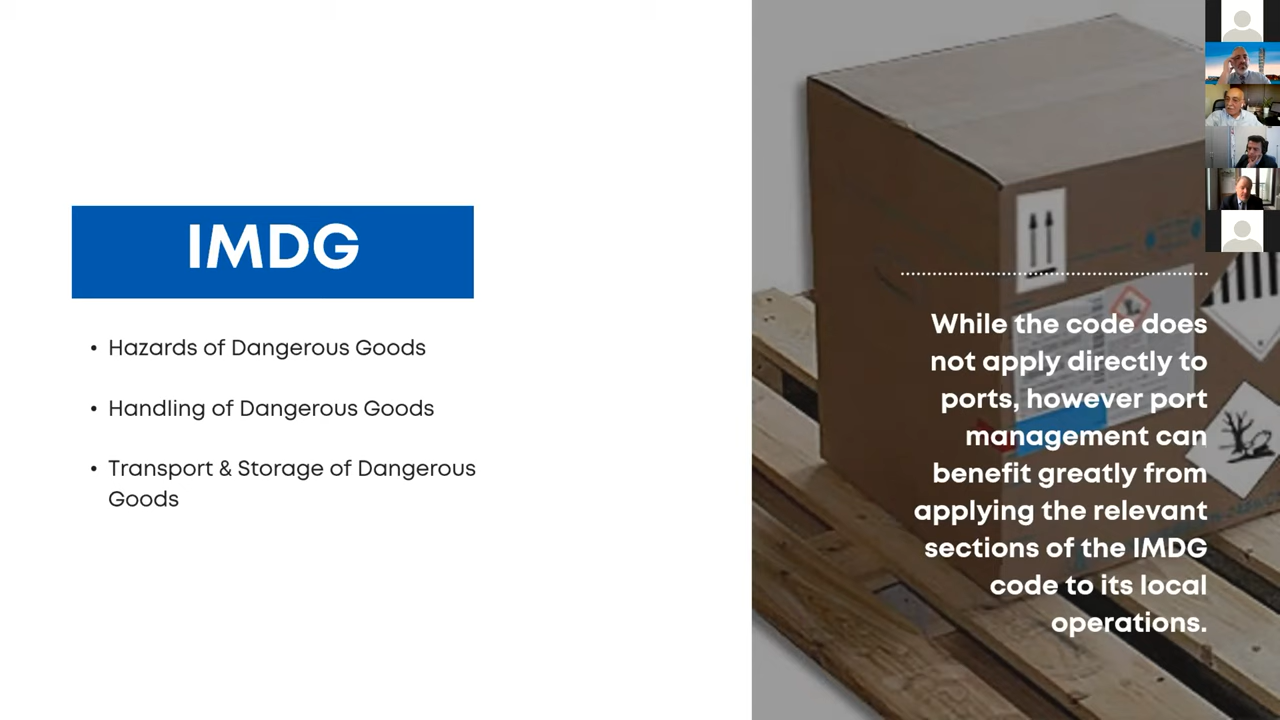 IMDG
• Hazards of Dangerous Goods
• Handling of Dangerous Goods
• Transport & Storage of Dangerous
Goods
While the code does
not apply directly to
ports, however port
management can
benefit greatly from
applying the relevant
sections of the IMDG
code to its local
operations.